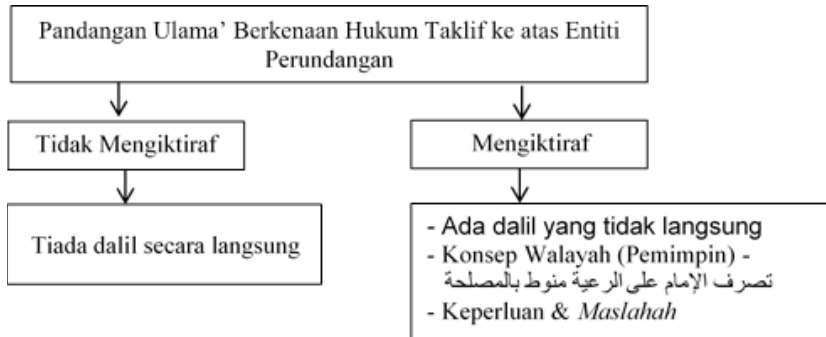 Pandangan Ulama’ Berkenaan Hukum Taklif ke atas Entiti
Perundangan
Tidak Mengiktiraf
Mengiktiraf
Tiada dalil secara langsung
- Ada dalil yang tidak langsung
- Konsep Walayah (Pemimpin) -
تصرف الإمام على الرعية منوط بالمصلحة
- Keperluan & Maslahah